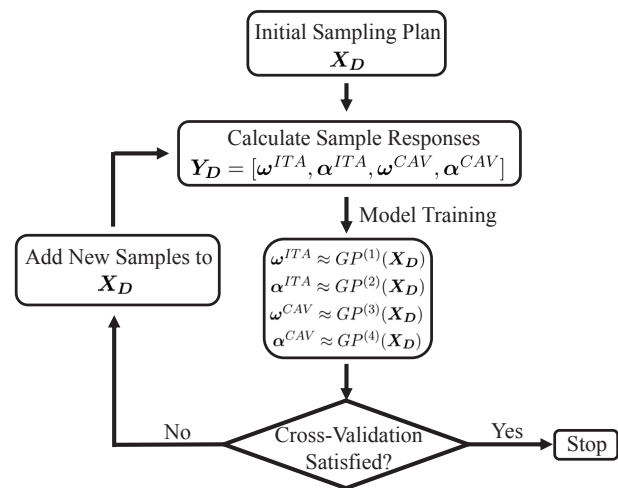 Initial Sampling Plan
X_D
Calculate Sample Responses
Y_D = [ω^{ITA}, α^{ITA}, ω^{CAV}, α^{CAV}]
Model Training
ω^{ITA} ≈ GP^{(1)}(X_D)
α^{ITA} ≈ GP^{(2)}(X_D)
ω^{CAV} ≈ GP^{(3)}(X_D)
α^{CAV} ≈ GP^{(4)}(X_D)
Add New Samples to
X_D
No
Cross-Validation
Satisfied?
Yes
Stop